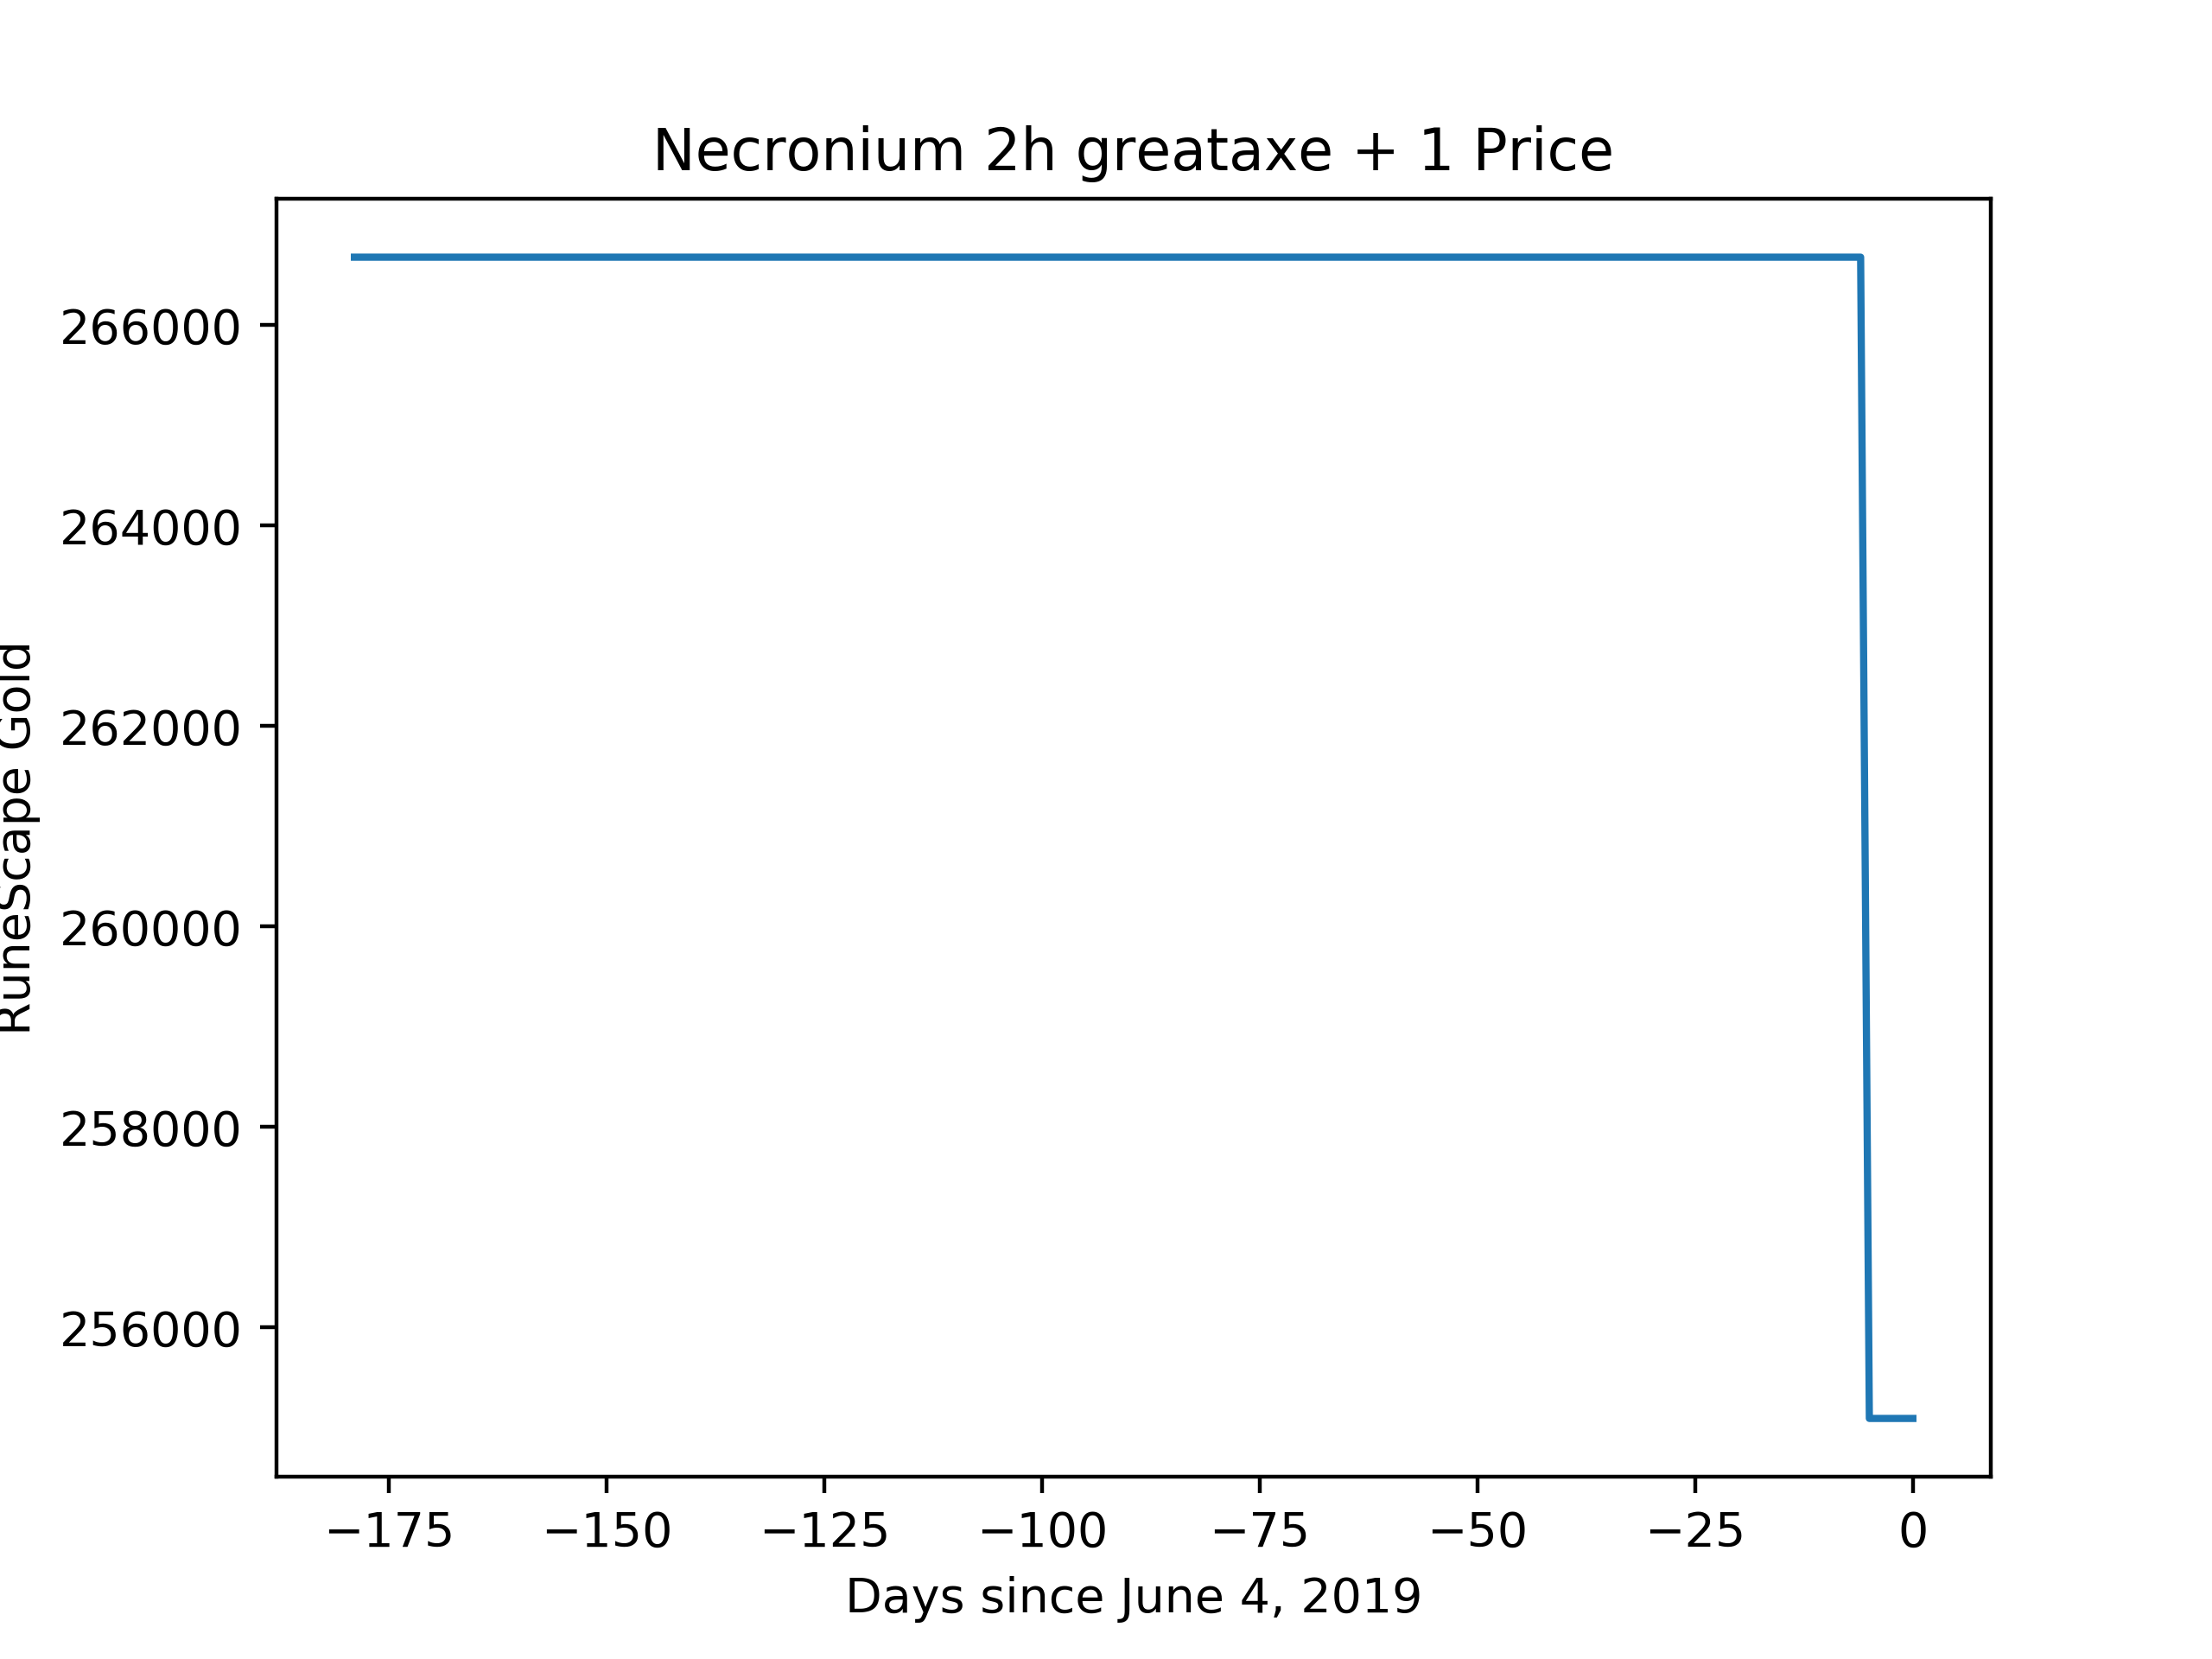 Necronium 2h greataxe + 1 Price
266000
264000
262000
260000
258000
256000
RuneScape Gold
−175 −150 −125 −100 −75 −50 −25 0
Days since June 4, 2019